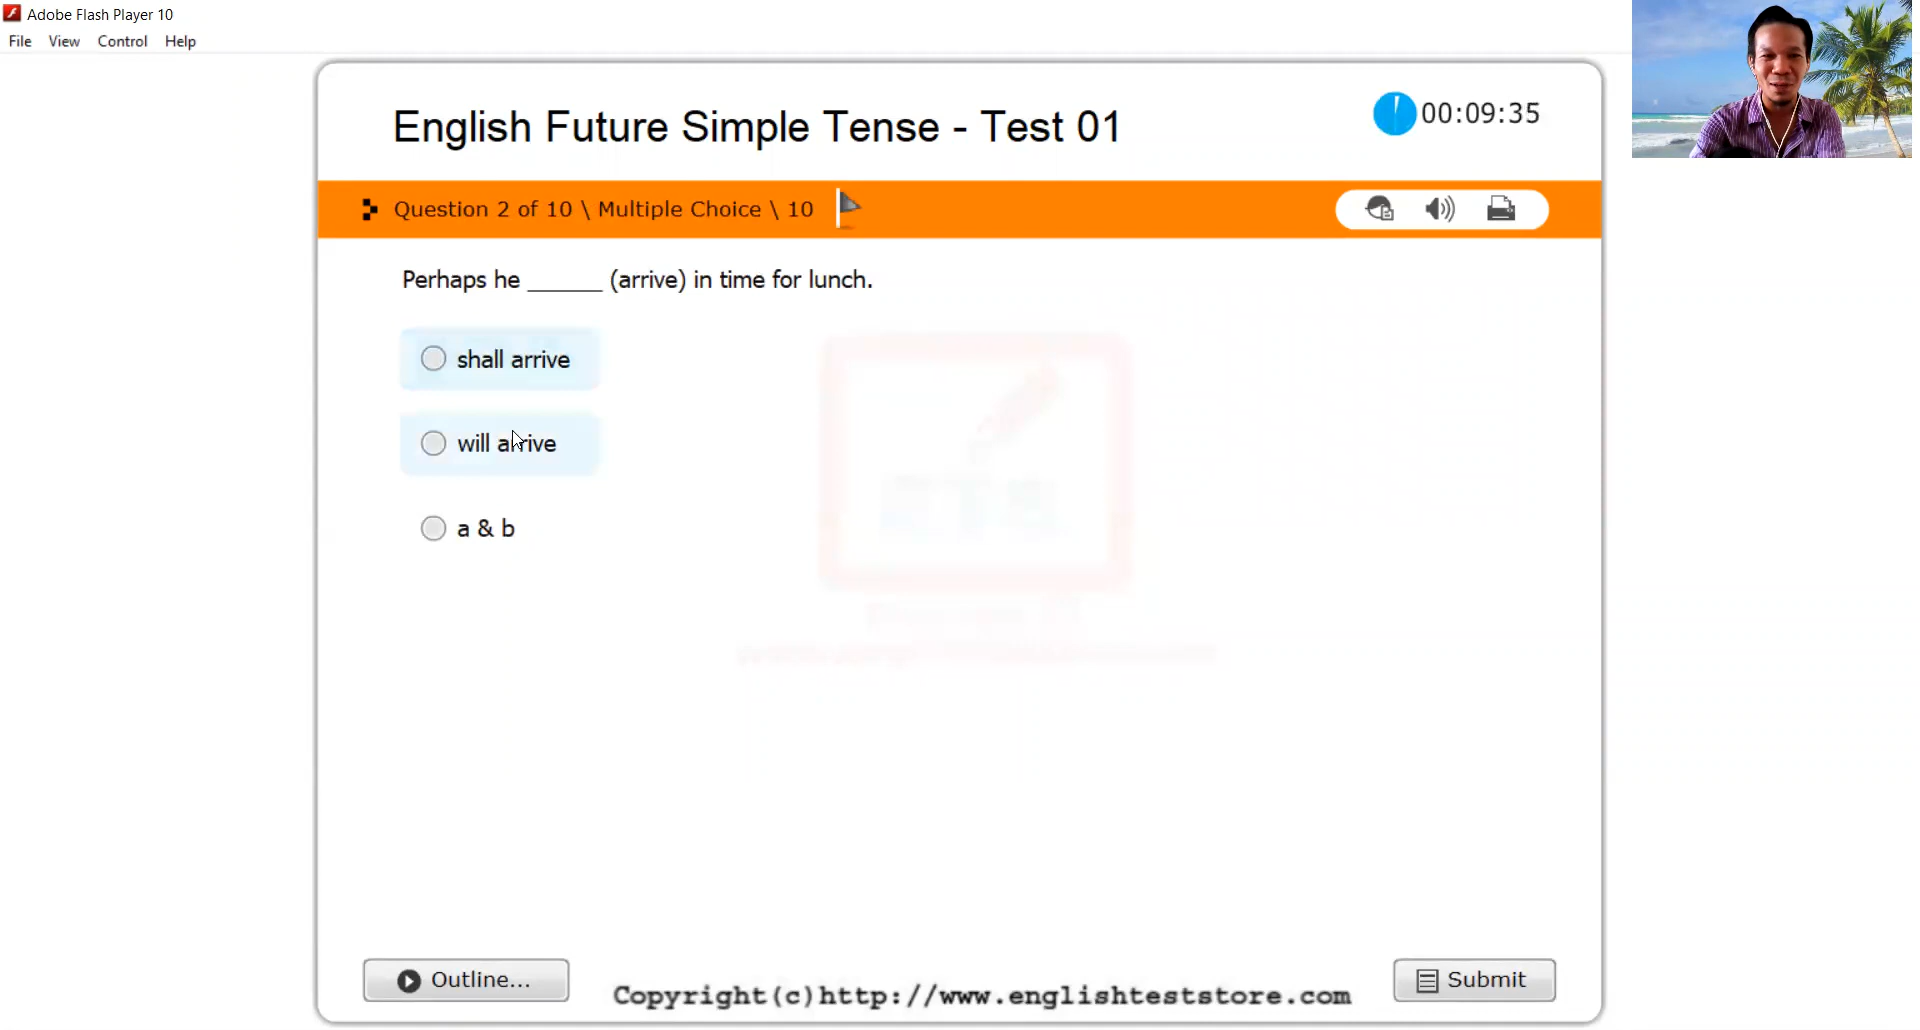 Adobe Flash Player 10
File View Control Help
English Future Simple Tense - Test 01
00:09:35
Question 2 of 10 \ Multiple Choice \ 10
Perhaps he ______ (arrive) in time for lunch.
shall arrive
will arrive
a & b
ETS
Outline...
Copyright(c)http://www.englishteststore.com
Submit